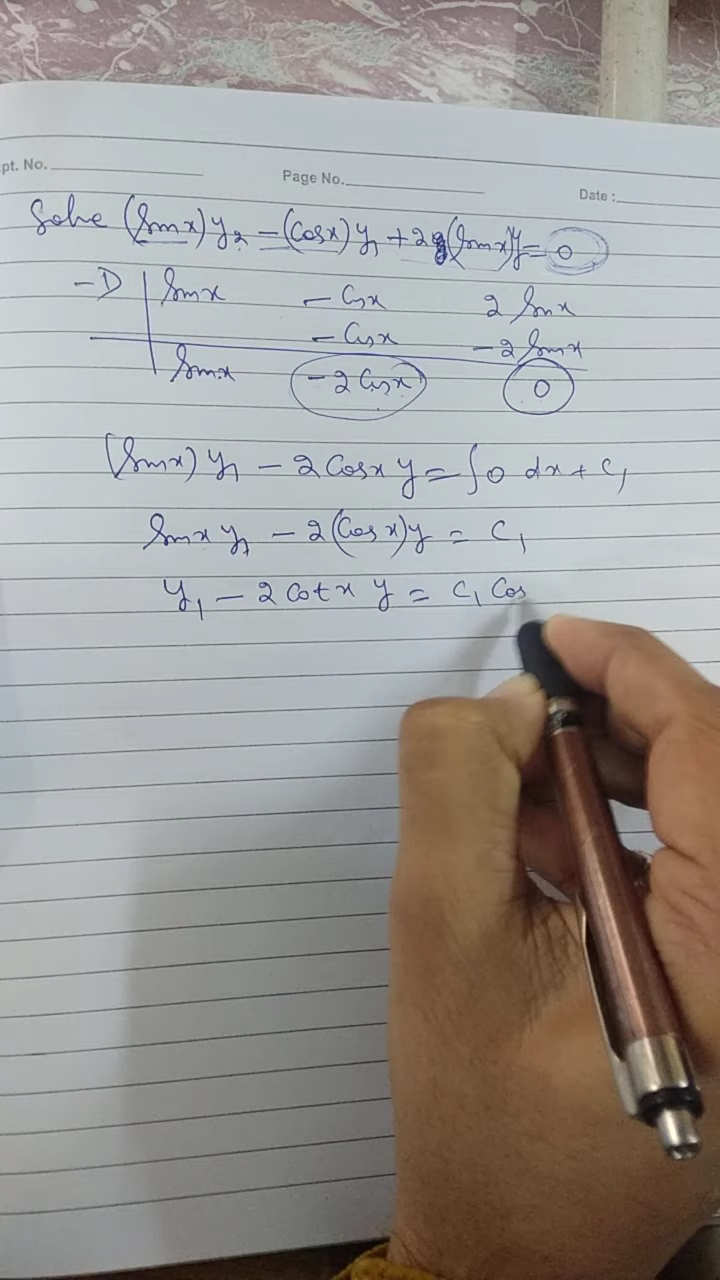 pt. No.
Page No.
Date :
Solve (Sinx)y₂ - (Cosx)y₁ + 2(Sinx)y = 0
-D | Sinx - Cosx 2 Sinx
- Cosx - 2 Sinx
Sinx - 2 Cosx 0
(Sinx) y₁ - 2 Cosx y = ∫0 dx + C₁
Sinx y₁ - 2(Cosx)y = C₁
y₁ - 2 Cotx y = C₁ Cos